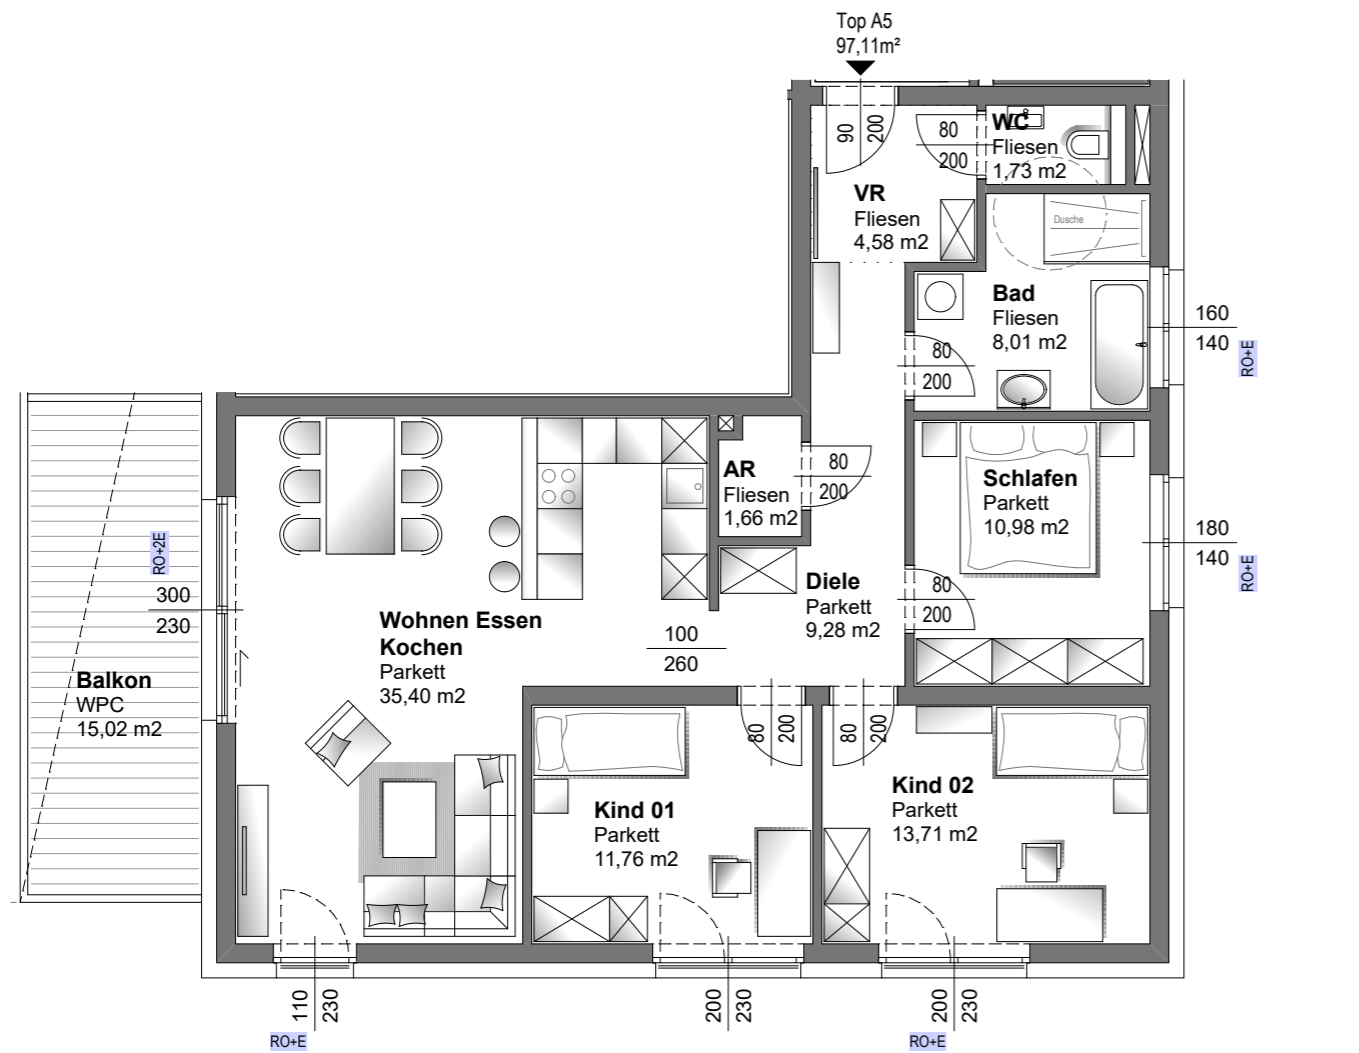 Top A5
97,11m²
90
200
80
200
WC
Fliesen
1,73 m2
VR
Fliesen
4,58 m2
Dusche
Bad
Fliesen
8,01 m2
160
140
RO+E
80
200
AR
Fliesen
1,66 m2
80
200
Schlafen
Parkett
10,98 m2
180
140
RO+E
RO+2E
300
230
Balkon
WPC
15,02 m2
Wohnen Essen
Kochen
Parkett
35,40 m2
100
260
Diele
Parkett
9,28 m2
80
200
80
200
80
200
Kind 01
Parkett
11,76 m2
Kind 02
Parkett
13,71 m2
110
230
RO+E
200
230
200
230
RO+E